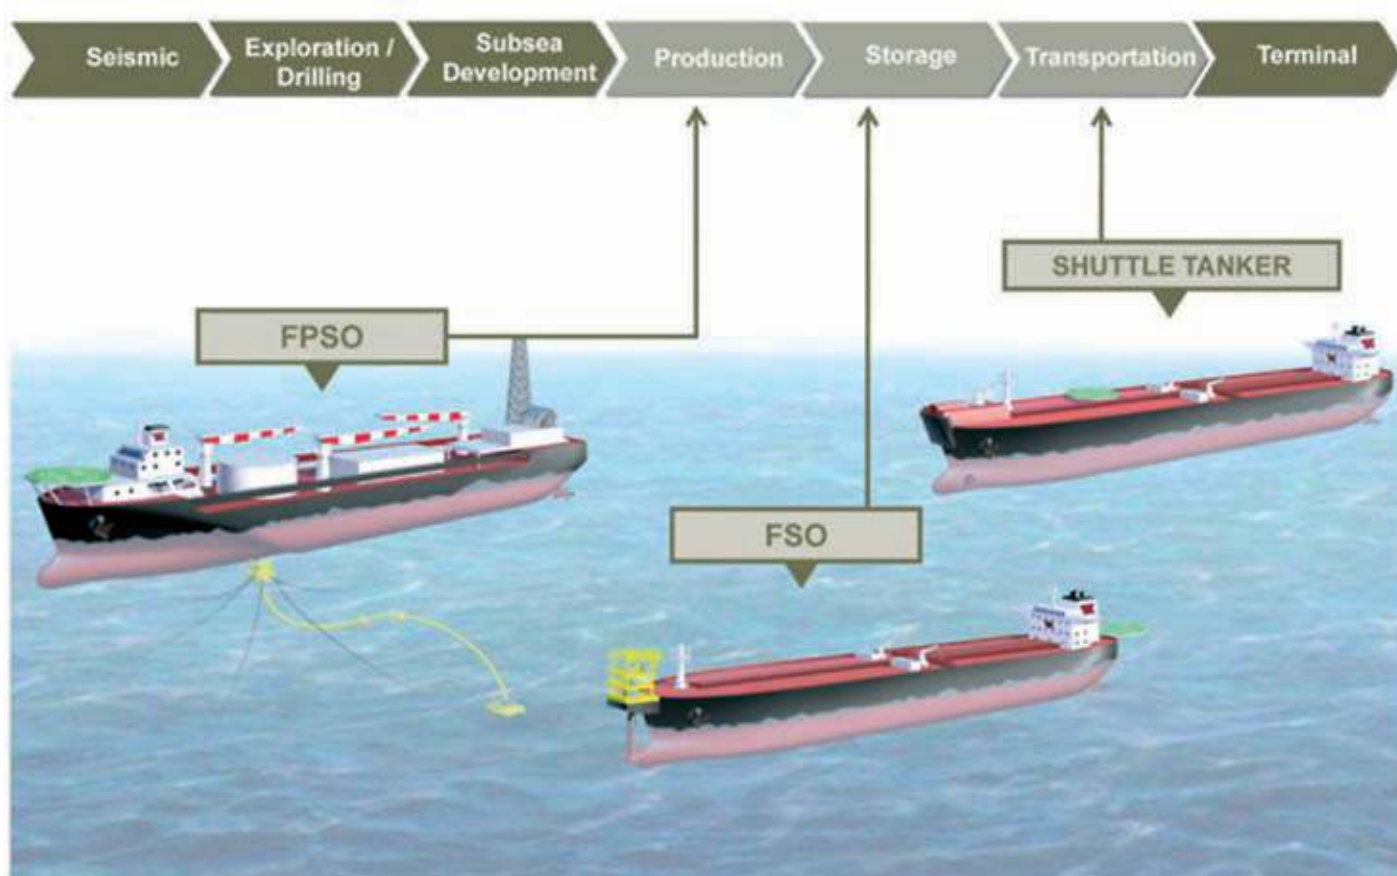 Seismic
Exploration /
Drilling
Subsea
Development
Production
Storage
Transportation
Terminal
SHUTTLE TANKER
FPSO
FSO